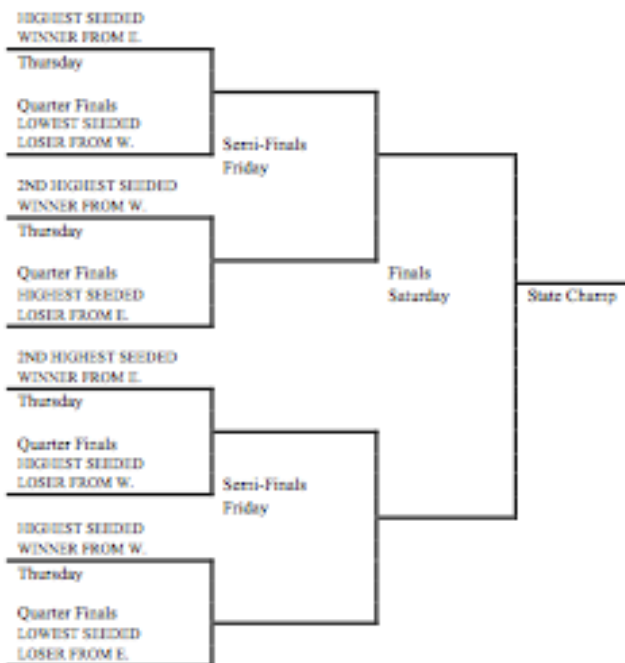 HIGHEST SEEDED
WINNER FROM E.
Thursday
Quarter Finals
LOWEST SEEDED
LOSER FROM W.
Semi-Finals
Friday
2ND HIGHEST SEEDED
WINNER FROM W.
Thursday
Quarter Finals
HIGHEST SEEDED
LOSER FROM E.
Finals
Saturday
State Champ
2ND HIGHEST SEEDED
WINNER FROM E.
Thursday
Quarter Finals
HIGHEST SEEDED
LOSER FROM W.
Semi-Finals
Friday
HIGHEST SEEDED
WINNER FROM W.
Thursday
Quarter Finals
LOWEST SEEDED
LOSER FROM E.